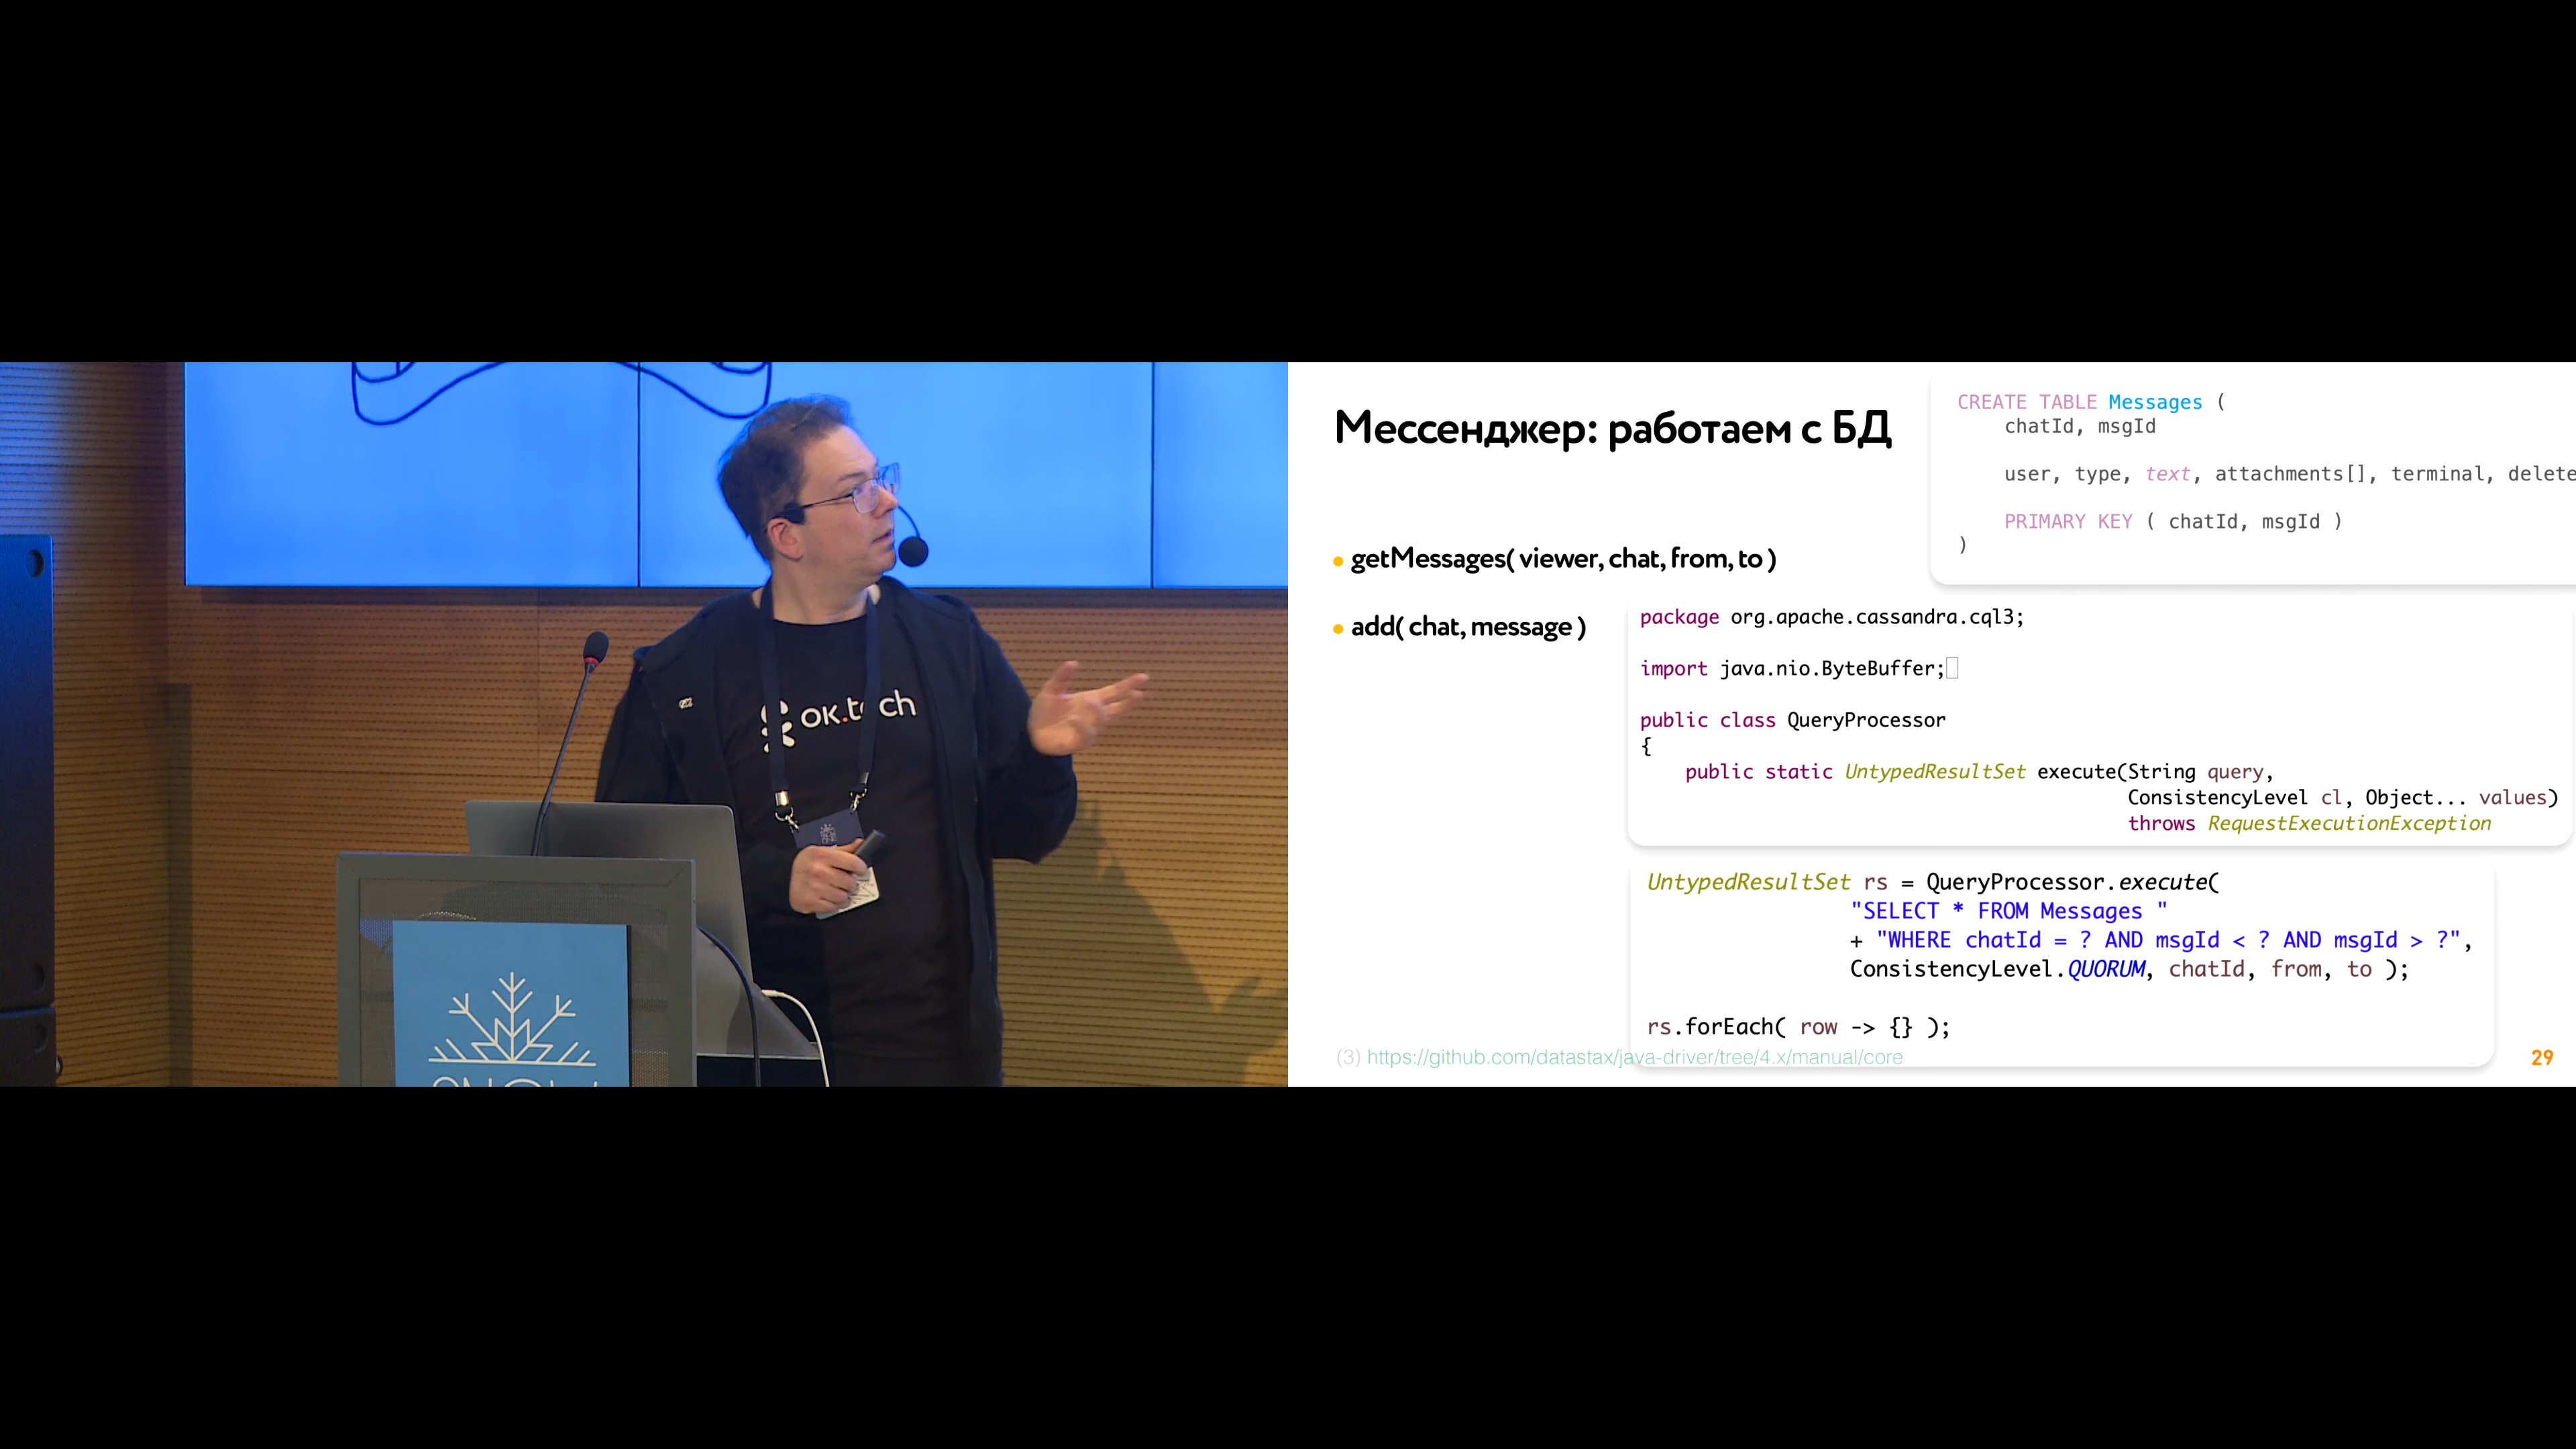 ok.tech
Мессенджер: работаем с БД
CREATE TABLE Messages (
chatId, msgId
user, type, text, attachments[], terminal, delete
PRIMARY KEY ( chatId, msgId )
)
• getMessages( viewer, chat, from, to )
• add( chat, message )
package org.apache.cassandra.cql3;
import java.nio.ByteBuffer;
public class QueryProcessor
{
public static UntypedResultSet execute(String query,
ConsistencyLevel cl, Object... values)
throws RequestExecutionException
UntypedResultSet rs = QueryProcessor.execute(
"SELECT * FROM Messages "
+ "WHERE chatId = ? AND msgId < ? AND msgId > ?",
ConsistencyLevel.QUORUM, chatId, from, to );
rs.forEach( row -> {} );
(3) https://github.com/datastax/java-driver/tree/4.x/manual/core
29